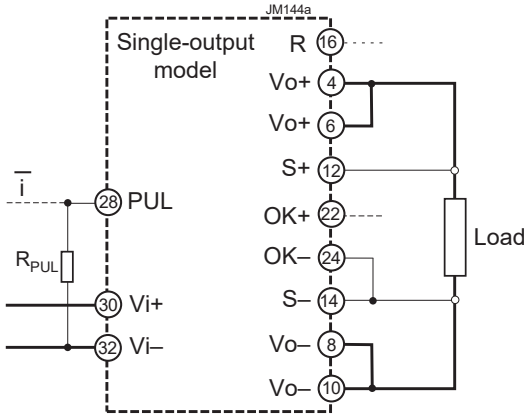 JM144a
Single-output
model
R 16
Vo+ 4
Vo+ 6
S+ 12
i
28 PUL
OK+ 22
Load
OK– 24
RPUL
S– 14
30 Vi+
32 Vi–
Vo– 8
Vo– 10